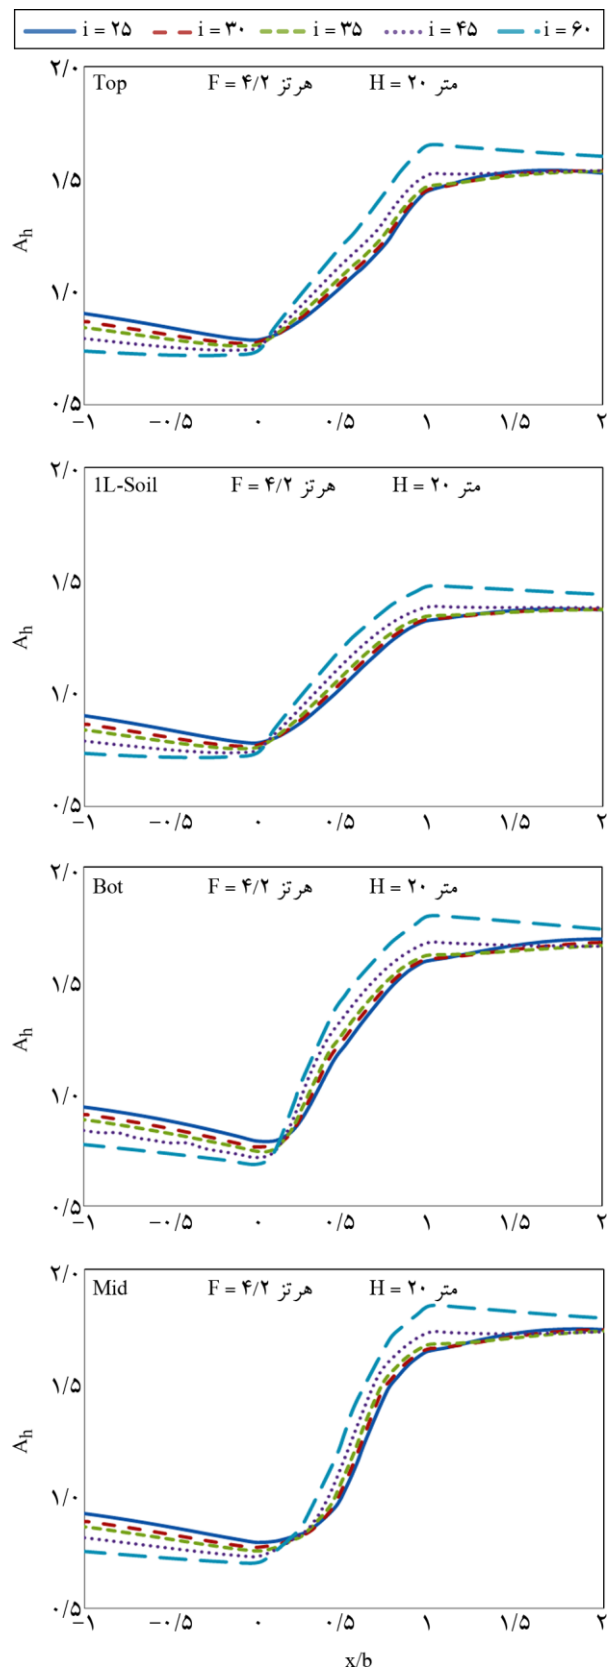 i = ۲۵ i = ۳۰ i = ۳۵ i = ۴۵ i = ۶۰
Top F = ۴/۲ هرتز H = ۲۰ متر
۲/۰
۱/۵
۱/۰
۰/۵
Ah
−۱ −۰/۵ ۰ ۰/۵ ۱ ۱/۵ ۲
1L-Soil F = ۴/۲ هرتز H = ۲۰ متر
۲/۰
۱/۵
۱/۰
۰/۵
Ah
−۱ −۰/۵ ۰ ۰/۵ ۱ ۱/۵ ۲
Bot F = ۴/۲ هرتز H = ۲۰ متر
۲/۰
۱/۵
۱/۰
۰/۵
Ah
−۱ −۰/۵ ۰ ۰/۵ ۱ ۱/۵ ۲
Mid F = ۴/۲ هرتز H = ۲۰ متر
۲/۰
۱/۵
۱/۰
۰/۵
Ah
−۱ −۰/۵ ۰ ۰/۵ ۱ ۱/۵ ۲
x/b